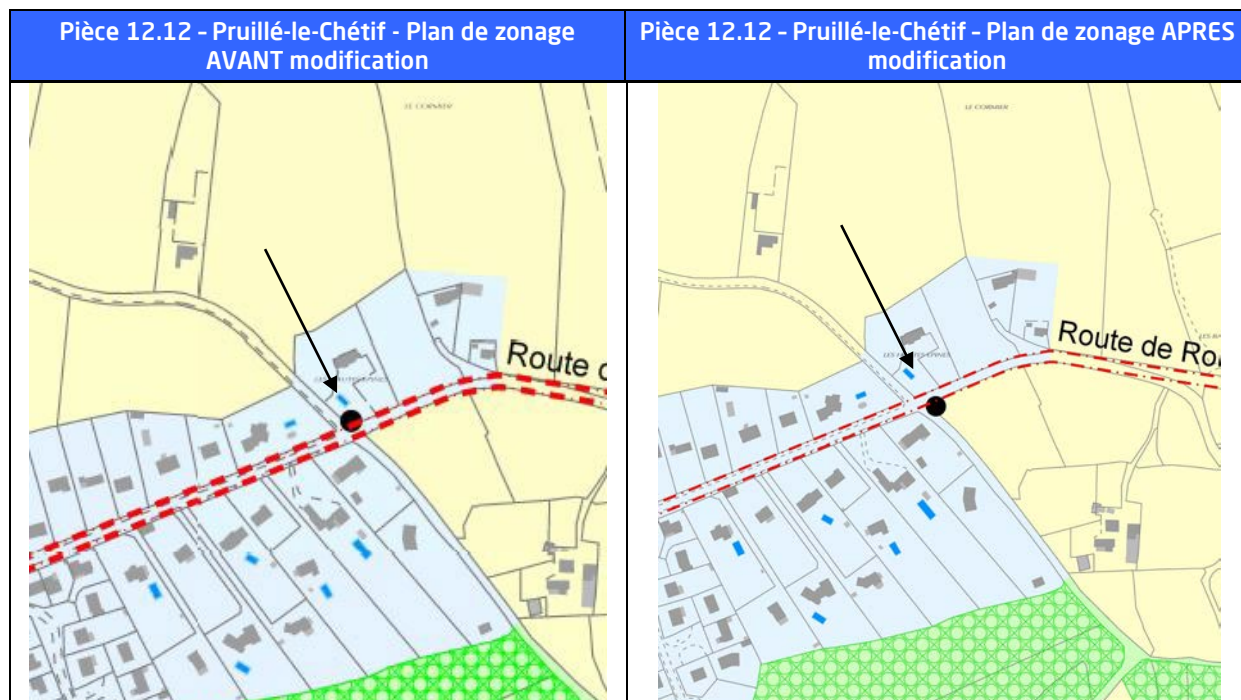 Pièce 12.12 – Pruillé-le-Chétif - Plan de zonage
AVANT modification
Pièce 12.12 – Pruillé-le-Chétif – Plan de zonage APRES
modification
LE CORMIER
LE CORMIER
Route d
Route de Ro